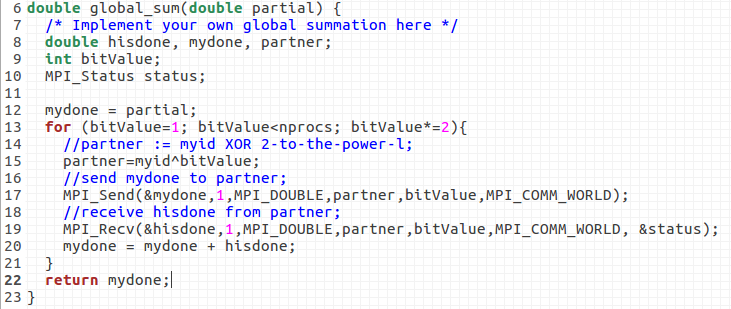 6 double global_sum(double partial) {
7   /* Implement your own global summation here */
8   double hisdone, mydone, partner;
9   int bitValue;
10   MPI_Status status;
11
12   mydone = partial;
13   for (bitValue=1; bitValue<nprocs; bitValue*=2){
14     //partner := myid XOR 2-to-the-power-l;
15     partner=myid^bitValue;
16     //send mydone to partner;
17     MPI_Send(&mydone,1,MPI_DOUBLE,partner,bitValue,MPI_COMM_WORLD);
18     //receive hisdone from partner;
19     MPI_Recv(&hisdone,1,MPI_DOUBLE,partner,bitValue,MPI_COMM_WORLD, &status);
20     mydone = mydone + hisdone;
21   }
22   return mydone;
23 }